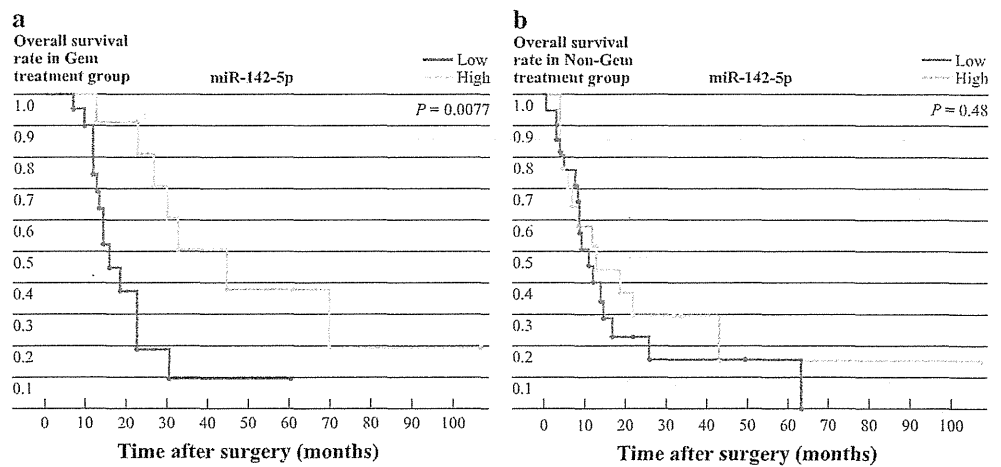 a
Overall survival
rate in Gem
treatment group
miR-142-5p
Low
High
P = 0.0077
1.0
0.9
0.8
0.7
0.6
0.5
0.4
0.3
0.2
0.1
0 10 20 30 40 50 60 70 80 90 100
Time after surgery (months)
b
Overall survival
rate in Non-Gem
treatment group
miR-142-5p
Low
High
P = 0.48
1.0
0.9
0.8
0.7
0.6
0.5
0.4
0.3
0.2
0.1
0 10 20 30 40 50 60 70 80 90 100
Time after surgery (months)